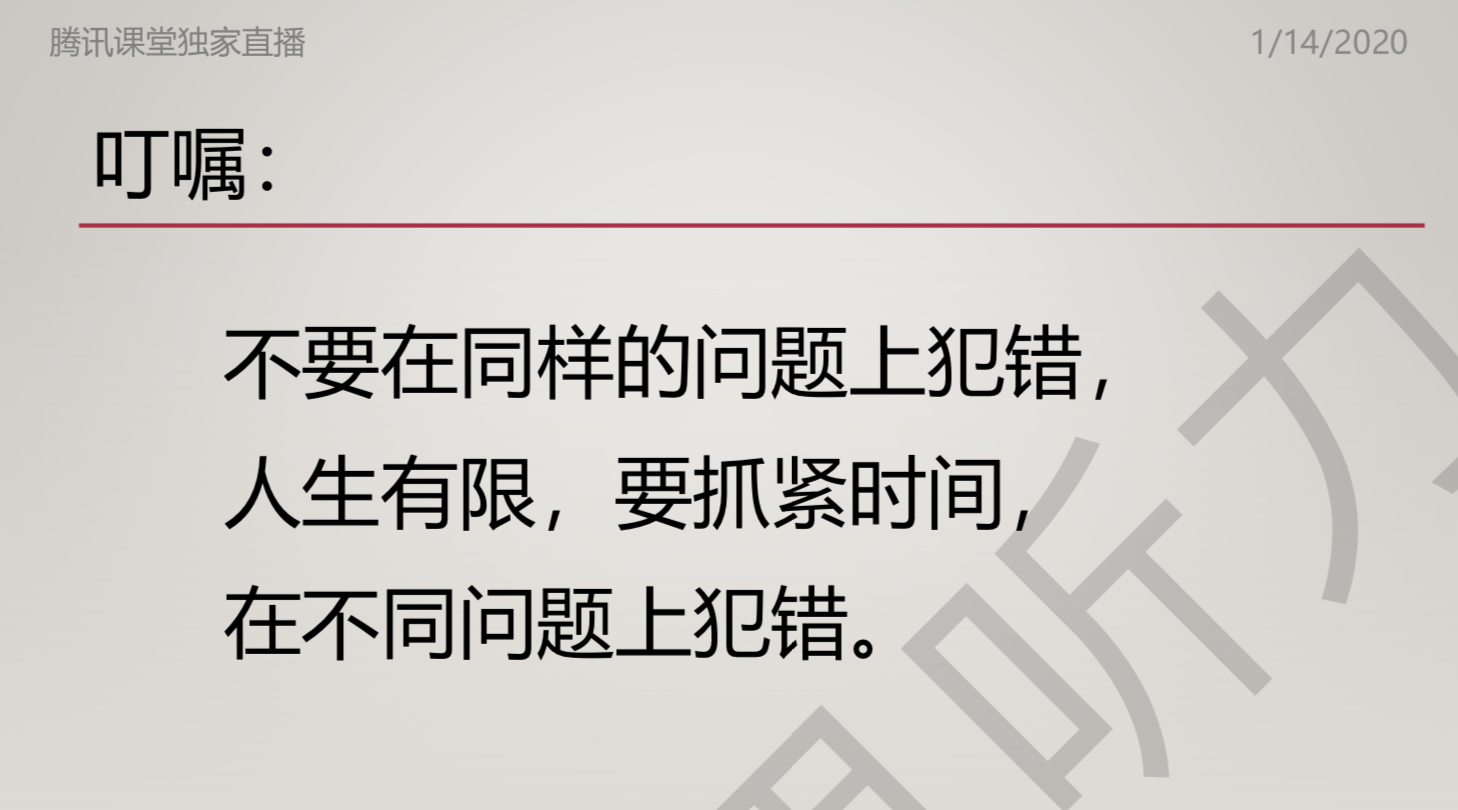 腾讯课堂独家直播
1/14/2020
叮嘱：
不要在同样的问题上犯错，
人生有限，要抓紧时间，
在不同问题上犯错。
听力